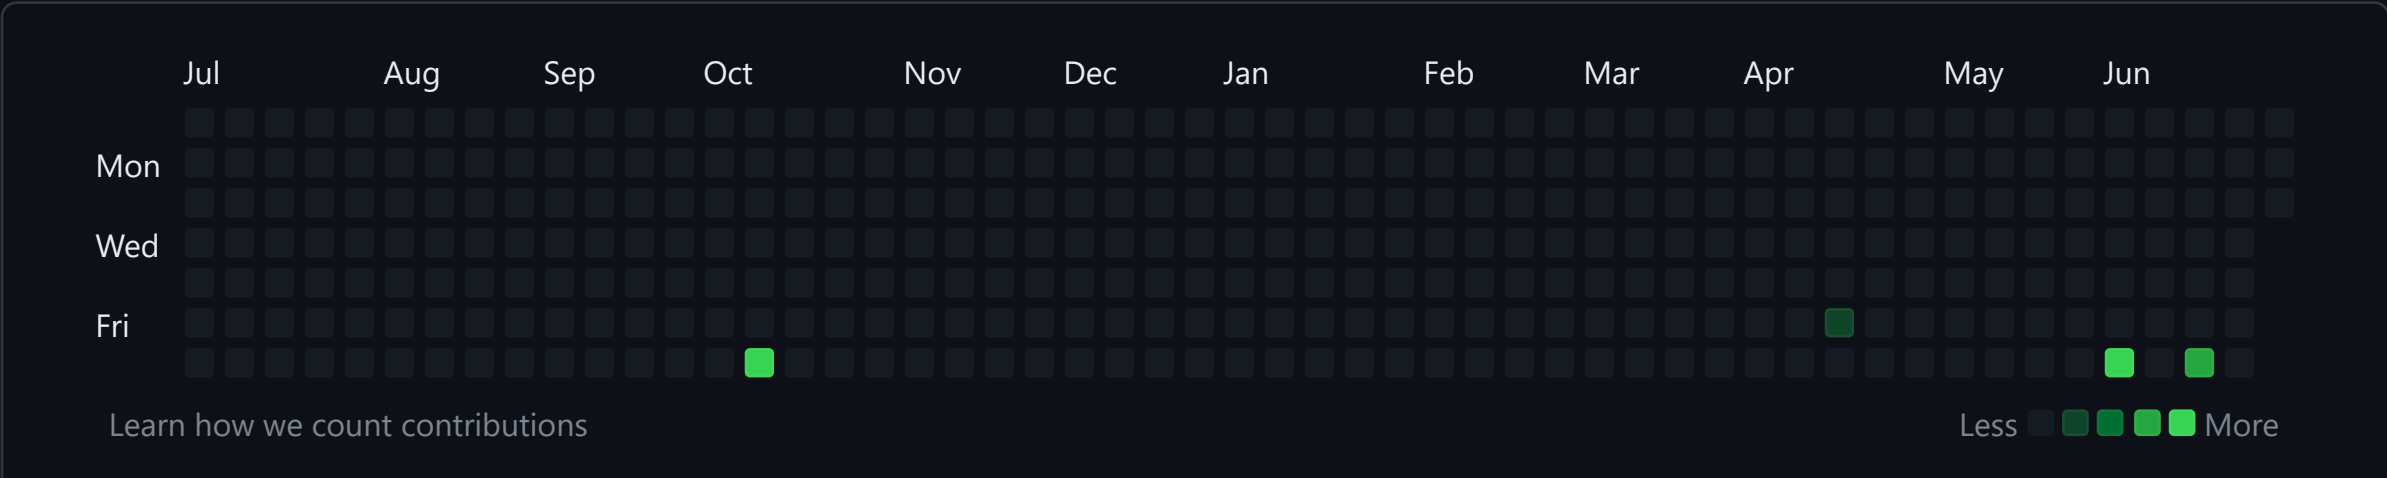 Jul Aug Sep Oct Nov Dec Jan Feb Mar Apr May Jun
Mon
Wed
Fri
Learn how we count contributions
Less More